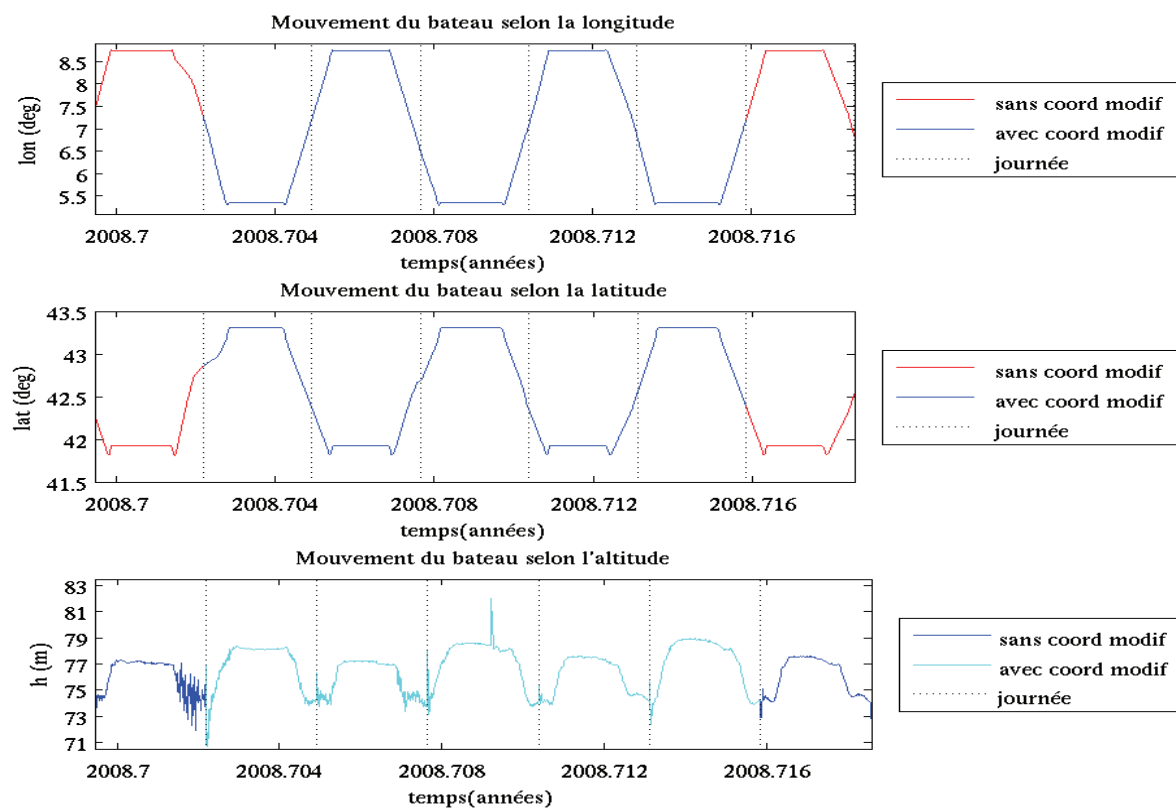 Mouvement du bateau selon la longitude
lon (deg)
8.5
8
7.5
7
6.5
6
5.5
2008.7 2008.704 2008.708 2008.712 2008.716
temps(années)
sans coord modif
avec coord modif
journée
Mouvement du bateau selon la latitude
lat (deg)
43.5
43
42.5
42
41.5
2008.7 2008.704 2008.708 2008.712 2008.716
temps(années)
sans coord modif
avec coord modif
journée
Mouvement du bateau selon l'altitude
h (m)
83
81
79
77
75
73
71
2008.7 2008.704 2008.708 2008.712 2008.716
temps(années)
sans coord modif
avec coord modif
journée